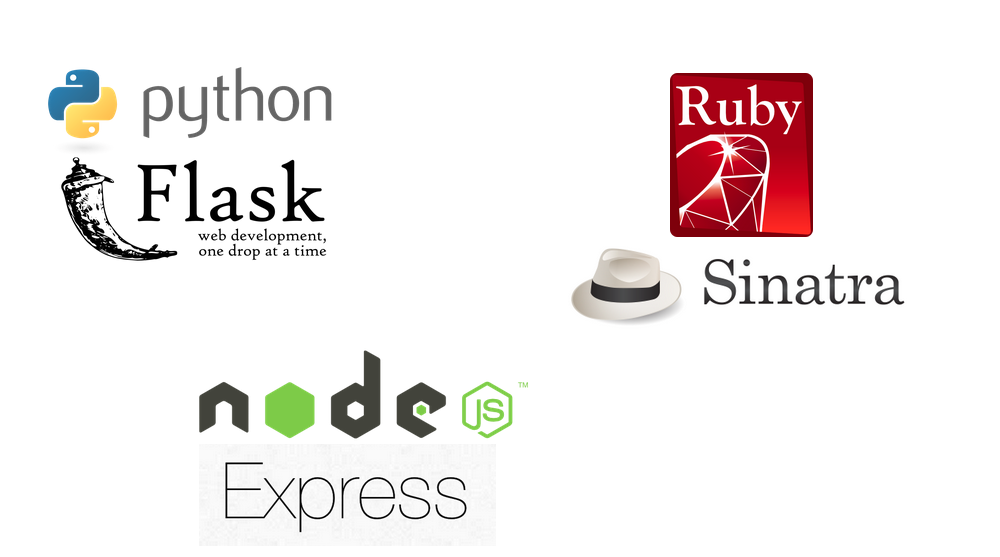 python
Flask
web development,
one drop at a time
Ruby
Sinatra
node JS ™
Express